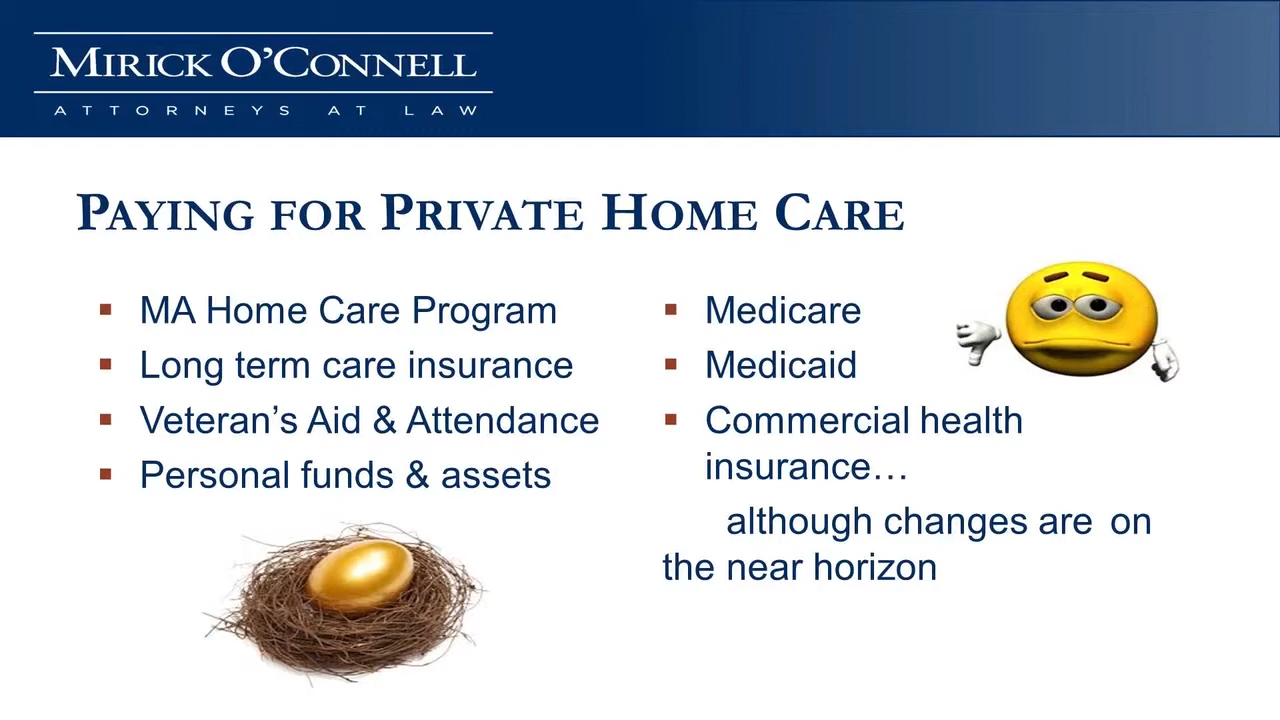 MIRICK O'CONNELL
ATTORNEYS AT LAW
PAYING FOR PRIVATE HOME CARE
MA Home Care Program
Long term care insurance
Veteran's Aid & Attendance
Personal funds & assets
Medicare
Medicaid
Commercial health
insurance…
although changes are on
the near horizon